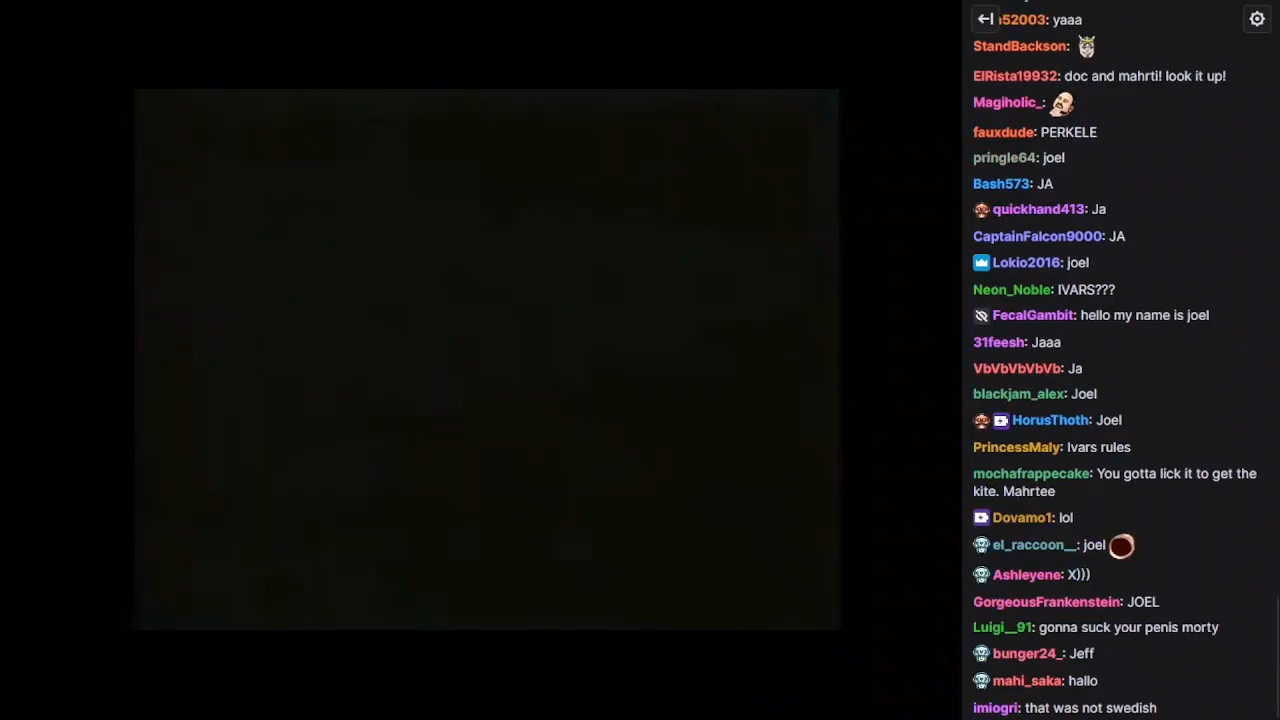 a52003: yaaa
StandBackson:
ElRista19932: doc and mahrti! look it up!
Magiholic_:
fauxdude: PERKELE
pringle64: joel
Bash573: JA
quickhand413: Ja
CaptainFalcon9000: JA
Lokio2016: joel
Neon_Noble: IVARS???
FecalGambit: hello my name is joel
31feesh: Jaaa
VbVbVbVbVb: Ja
blackjam_alex: Joel
HorusThoth: Joel
PrincessMaly: Ivars rules
mochafrappecake: You gotta lick it to get the
kite. Mahrtee
Dovamo1: lol
el_raccoon__: joel
Ashleyene: X)))
GorgeousFrankenstein: JOEL
Luigi__91: gonna suck your penis morty
bunger24_: Jeff
mahi_saka: hallo
imiogri: that was not swedish